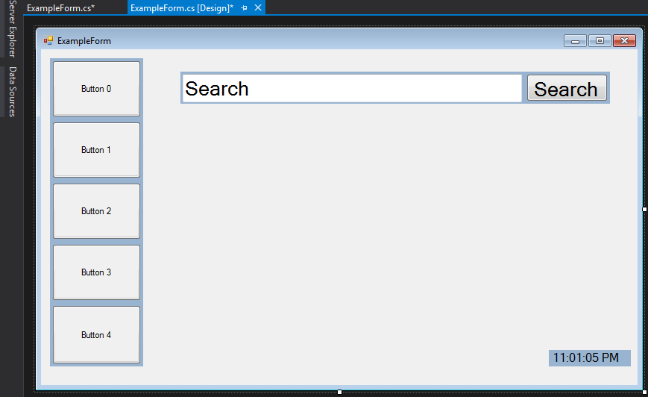 Server Explorer
Data Sources
ExampleForm.cs*
ExampleForm.cs [Design]*
ExampleForm
Button 0
Button 1
Button 2
Button 3
Button 4
Search
Search
11:01:05 PM